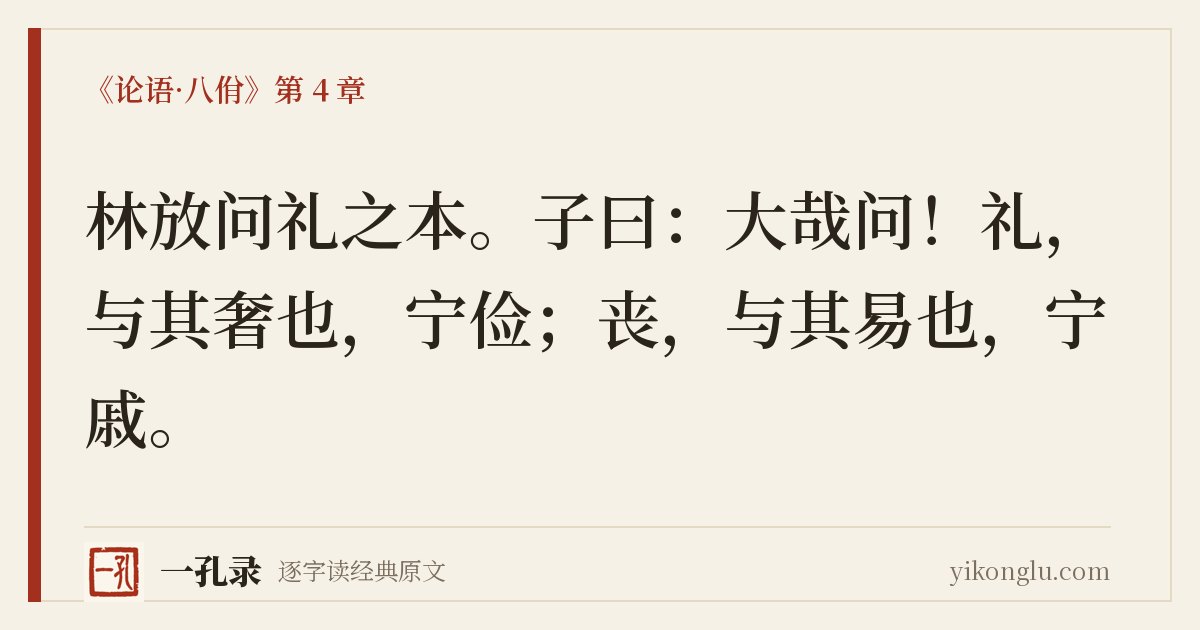 《论语·八佾》第 4 章
林放问礼之本。子曰：大哉问！礼，
与其奢也，宁俭；丧，与其易也，宁
戚。
一孔
一孔录 逐字读经典原文 yikonglu.com